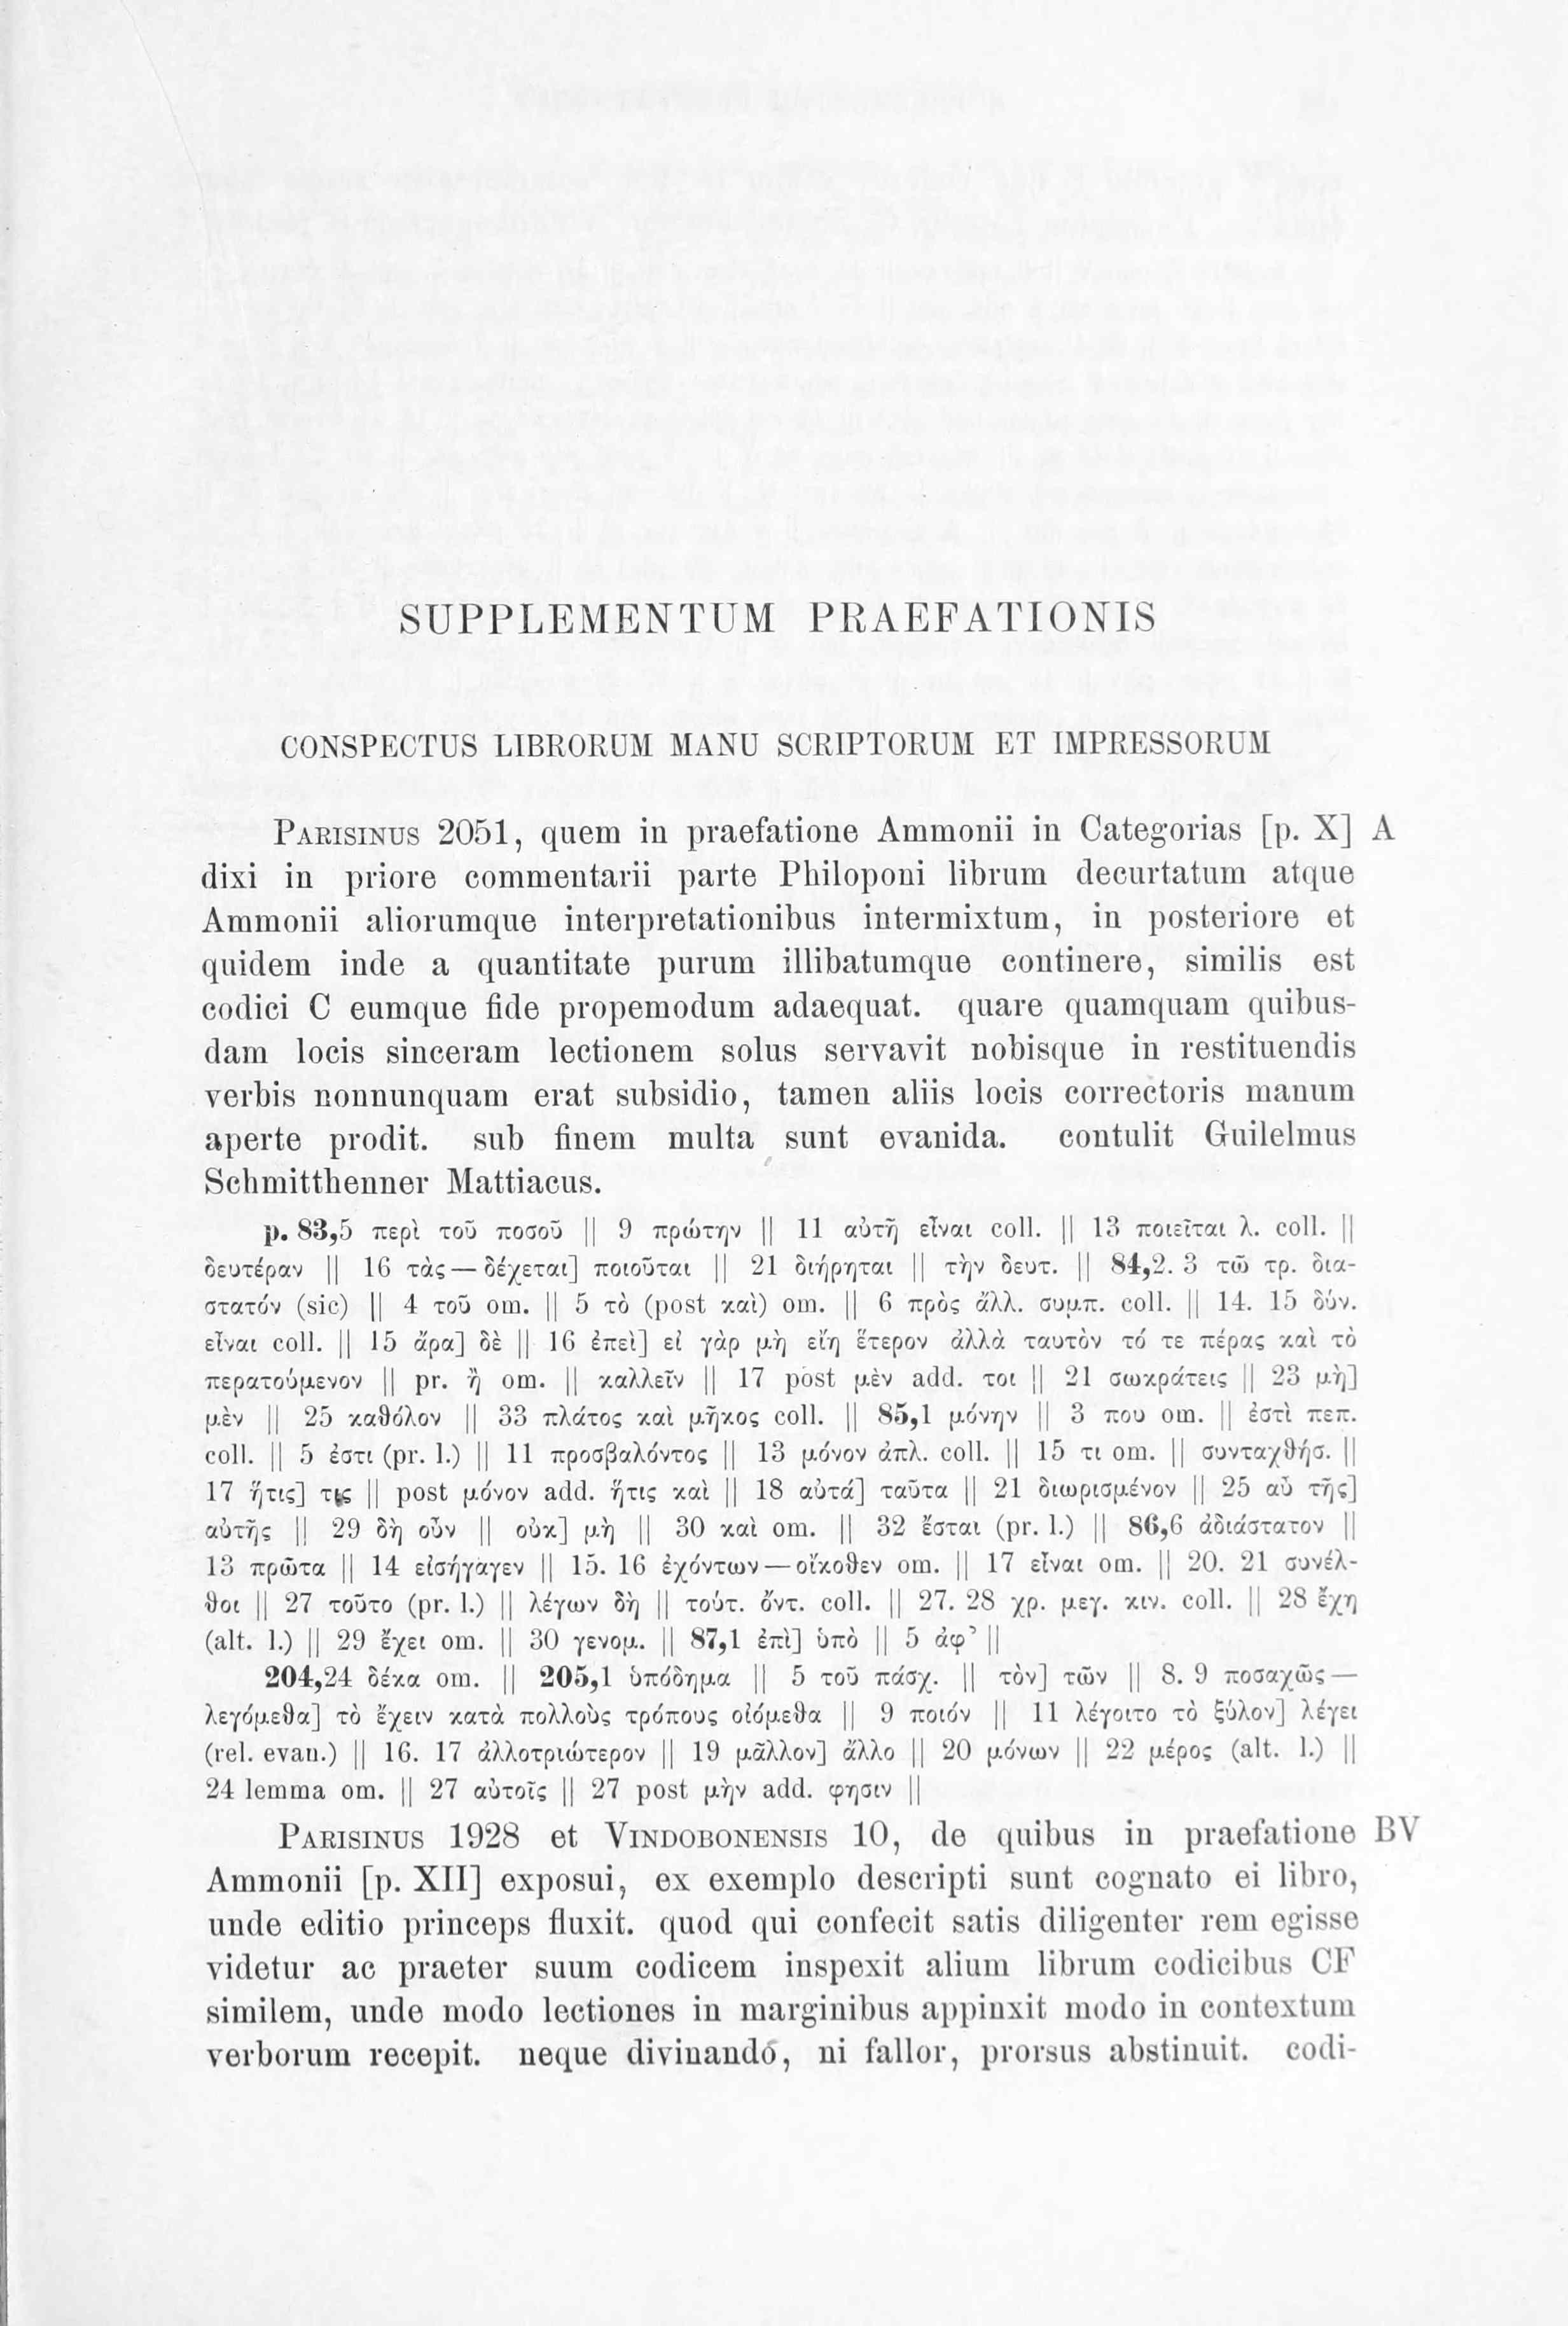 SUPPLEMENTUM PRAEFATIONIS
CONSPECTUS LIBRORUM MANU SCRIPTORUM ET IMPRESSORUM
PARISINUS 2051, quem in praefatione Ammonii in Categorias [p. X] A
dixi in priore commentarii parte Philoponi librum decurtatum atque
Ammonii aliorumque interpretationibus intermixtum, in posteriore et
quidem inde a quantitate purum illibatumque continere, similis est
codici C eumque fide propemodum adaequat. quare quamquam quibus-
dam locis sinceram lectionem solus servavit nobisque in restituendis
verbis nonnunquam erat subsidio, tamen aliis locis correctoris manum
aperte prodit. sub finem multa sunt evanida. contulit Guilelmus
Schmitthenner Mattiacus.
p. 83,5 περὶ τοῦ ποσοῦ || 9 πρώτην || 11 αὐτῇ εἶναι coll. || 13 ποιεῖται λ. coll. ||
δευτέραν || 16 τὰς — δέχεται] ποιοῦται || 21 διῄρηται || τὴν δευτ. || 84,2. 3 τῶ τρ. δια-
στατόν (sic) || 4 τοῦ om. || 5 τὸ (post καὶ) om. || 6 πρὸς ἄλλ. συμπ. coll. || 14. 15 δύν.
εἶναι coll. || 15 ἄρα] δὲ || 16 ἐπεὶ] εἰ γὰρ μὴ εἴη ἕτερον ἀλλὰ ταυτὸν τό τε πέρας καὶ τὸ
περατούμενον || pr. ἢ om. || καλλεῖν || 17 post μὲν add. τοι || 21 σωκράτεις || 23 μὴ]
μὲν || 25 καθόλον || 33 πλάτος καὶ μῆκος coll. || 85,1 μόνην || 3 που om. || ἐστὶ πεπ.
coll. || 5 ἐστι (pr. l.) || 11 προσβαλόντος || 13 μόνον ἁπλ. coll. || 15 τι om. || συνταχθήσ. ||
17 ἥτις] τις || post μόνον add. ἥτις καὶ || 18 αὐτά] ταῦτα || 21 διωρισμένον || 25 αὖ τῆς]
αὐτῆς || 29 δὴ οὖν || οὐκ] μὴ || 30 καὶ om. || 32 ἔσται (pr. l.) || 86,6 ἀδιάστατον ||
13 πρῶτα || 14 εἰσήγαγεν || 15. 16 ἐχόντων — οἴκοθεν om. || 17 εἶναι om. || 20. 21 συνέλ-
θοι || 27 τοῦτο (pr. l.) || λέγων δὴ || τούτ. ὄντ. coll. || 27. 28 χρ. μεγ. κιν. coll. || 28 ἔχη
(alt. l.) || 29 ἔχει om. || 30 γενομ. || 87,1 ἐπὶ] ὑπὸ || 5 ἀφ' ||
204,24 δέκα om. || 205,1 ὑπόδημα || 5 τοῦ πάσχ. || τὸν] τῶν || 8. 9 ποσαχῶς —
λεγόμεθα] τὸ ἔχειν κατὰ πολλοὺς τρόπους οἰόμεθα || 9 ποιόν || 11 λέγοιτο τὸ ξύλον] λέγει
(rel. evan.) || 16. 17 ἀλλοτριώτερον || 19 μᾶλλον] ἄλλο || 20 μόνων || 22 μέρος (alt. l.) ||
24 lemma om. || 27 αὐτοῖς || 27 post μὴν add. φησιν ||
PARISINUS 1928 et VINDOBONENSIS 10, de quibus in praefatione BV
Ammonii [p. XII] exposui, ex exemplo descripti sunt cognato ei libro,
unde editio princeps fluxit. quod qui confecit satis diligenter rem egisse
videtur ac praeter suum codicem inspexit alium librum codicibus CF
similem, unde modo lectiones in marginibus appinxit modo in contextum
verborum recepit. neque divinando, ni fallor, prorsus abstinuit. codi-